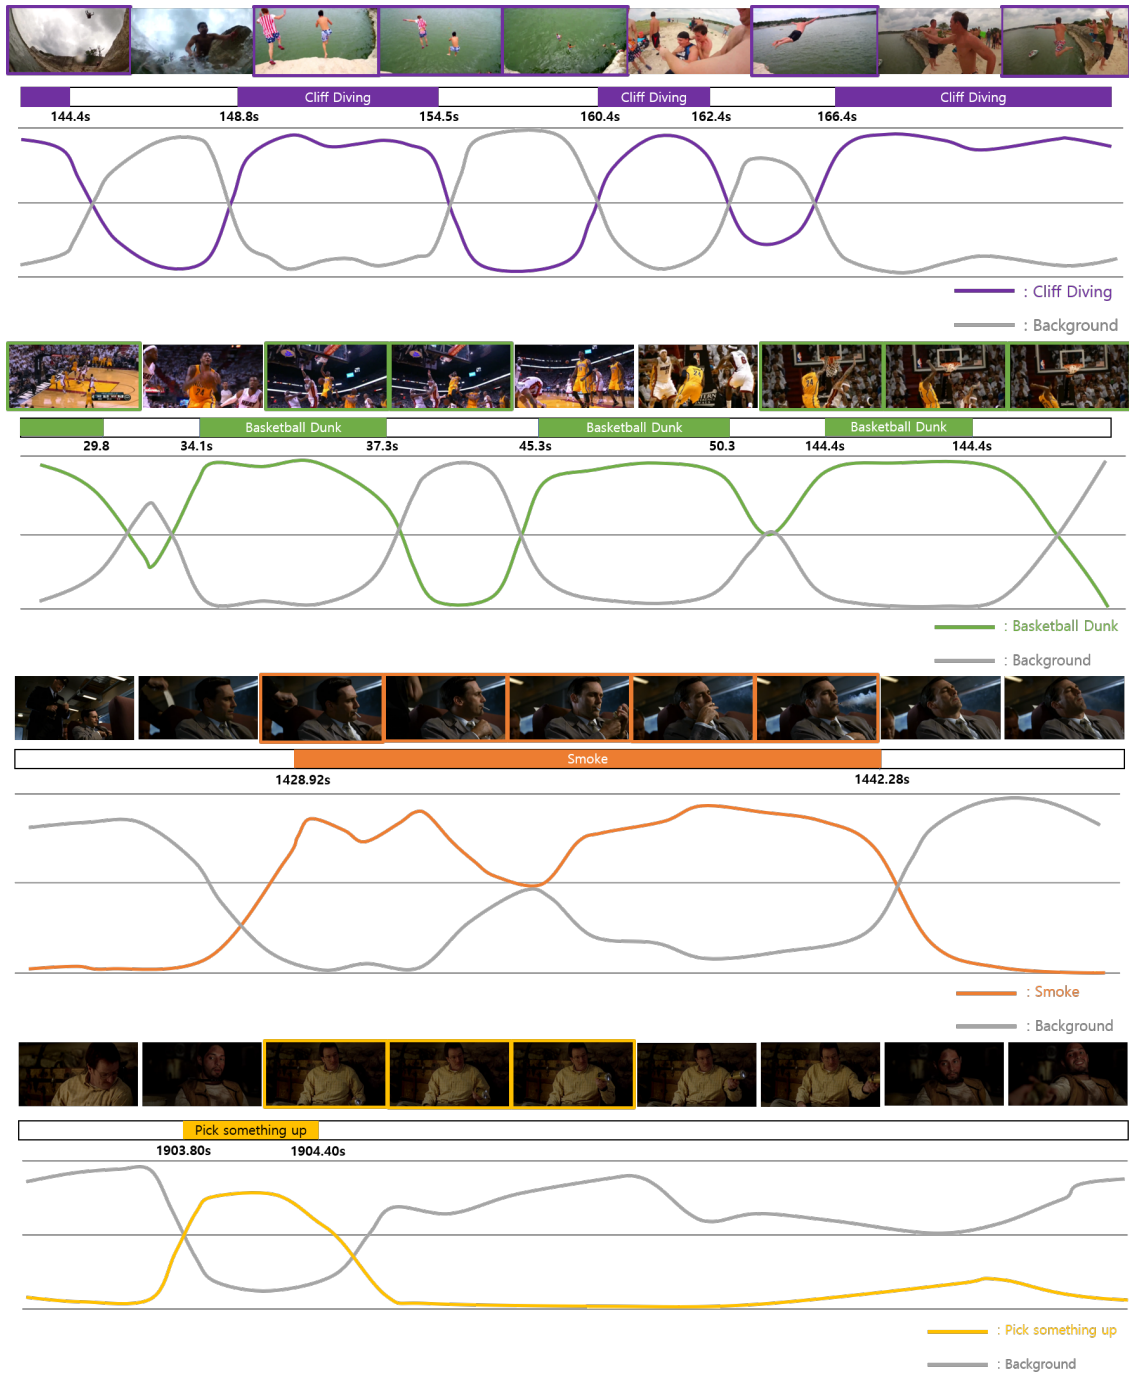 Cliff Diving Cliff Diving Cliff Diving
144.4s 148.8s 154.5s 160.4s 162.4s 166.4s
: Cliff Diving
: Background
Basketball Dunk Basketball Dunk Basketball Dunk
29.8 34.1s 37.3s 45.3s 50.3 144.4s 144.4s
: Basketball Dunk
: Background
Smoke
1428.92s 1442.28s
: Smoke
: Background
Pick something up
1903.80s 1904.40s
: Pick something up
: Background